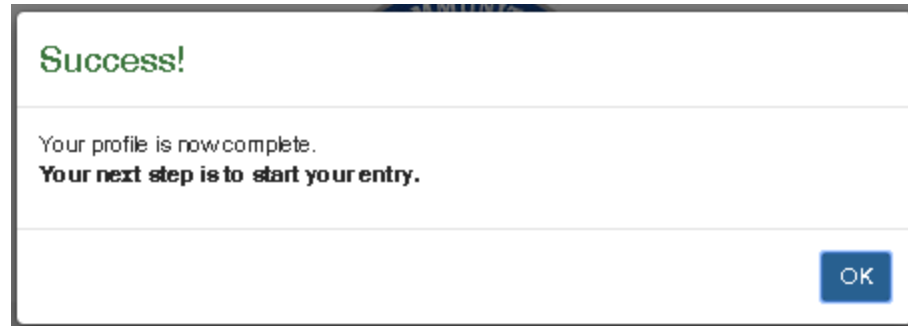 Success!
Your profile is now complete.
Your next step is to start your entry.
OK